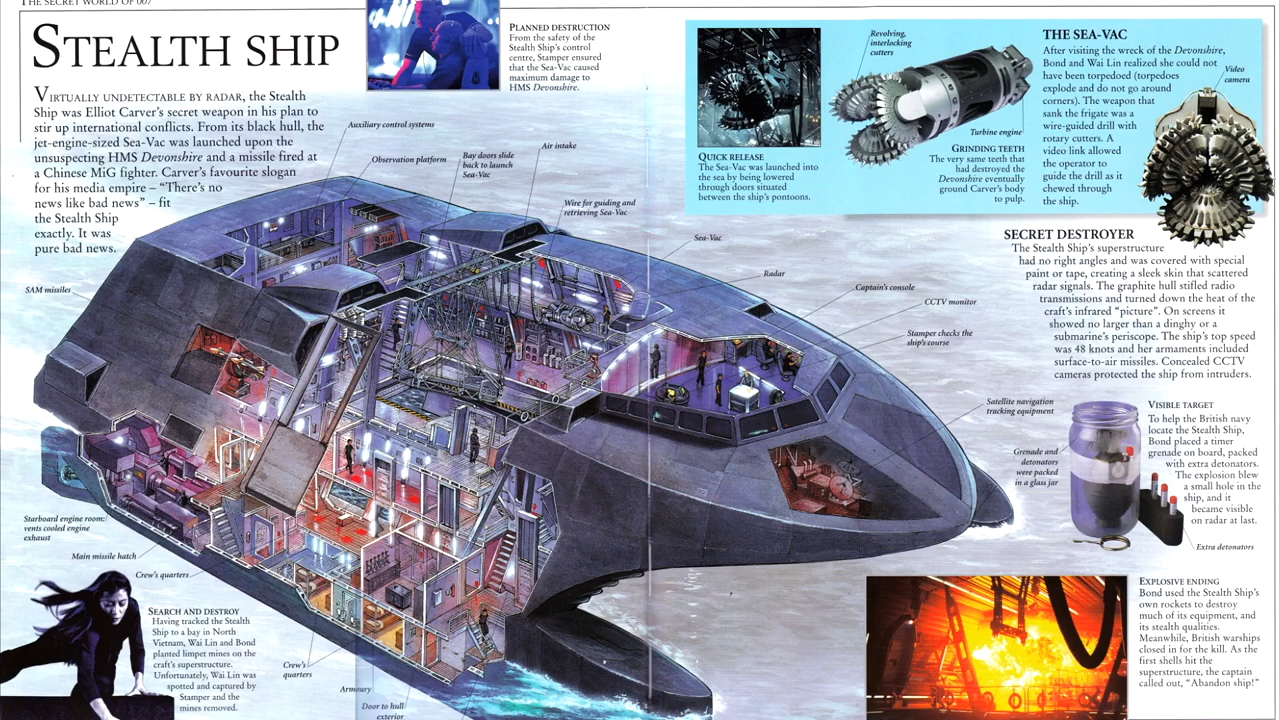 THE SECRET WORLD OF 007
STEALTH SHIP
VIRTUALLY UNDETECTABLE BY RADAR, the Stealth
Ship was Elliot Carver's secret weapon in his plan to
stir up international conflicts. From its black hull, the
jet-engine-sized Sea-Vac was launched upon the
unsuspecting HMS Devonshire and a missile fired at
a Chinese MiG fighter. Carver's favourite slogan
for his media empire – "There's no
news like bad news" – fit
the Stealth Ship
exactly. It was
pure bad news.
PLANNED DESTRUCTION
From the safety of the
Stealth Ship's control
centre, Stamper ensured
that the Sea-Vac caused
maximum damage to
HMS Devonshire.
Auxiliary control systems
Observation platform
Bay doors slide
back to launch
Sea-Vac
Air intake
Wire for guiding and
retrieving Sea-Vac
Sea-Vac
Radar
Captain's console
CCTV monitor
Stamper checks the
ship's course
Satellite navigation
tracking equipment
SAM missiles
Starboard engine room:
vents cooled engine
exhaust
Main missile hatch
Crew's quarters
Crew's
quarters
Armoury
Door to hull
exterior
QUICK RELEASE
The Sea-Vac was launched into
the sea by being lowered
through doors situated
between the ship's pontoons.
Revolving,
interlocking
cutters
Turbine engine
GRINDING TEETH
The very same teeth that
had destroyed the
Devonshire eventually
ground Carver's body
to pulp.
THE SEA-VAC
After visiting the wreck of the Devonshire,
Bond and Wai Lin realized she could not
have been torpedoed (torpedoes
explode and do not go around
corners). The weapon that
sank the frigate was a
wire-guided drill with
rotary cutters. A
video link allowed
the operator to
guide the drill as it
chewed through
the ship.
Video
camera
SECRET DESTROYER
The Stealth Ship's superstructure
had no right angles and was covered with special
paint or tape, creating a sleek skin that scattered
radar signals. The graphite hull stifled radio
transmissions and turned down the heat of the
craft's infrared "picture". On screens it
showed no larger than a dinghy or a
submarine's periscope. The ship's top speed
was 48 knots and her armaments included
surface-to-air missiles. Concealed CCTV
cameras protected the ship from intruders.
VISIBLE TARGET
To help the British navy
locate the Stealth Ship,
Bond placed a timer
grenade on board, packed
with extra detonators.
The explosion blew
a small hole in the
ship, and it
became visible
on radar at last.
Grenade and
detonators
were packed
in a glass jar
Extra detonators
SEARCH AND DESTROY
Having tracked the Stealth
Ship to a bay in North
Vietnam, Wai Lin and Bond
planted limpet mines on the
craft's superstructure.
Unfortunately, Wai Lin was
spotted and captured by
Stamper and the
mines removed.
EXPLOSIVE ENDING
Bond used the Stealth Ship's
own rockets to destroy
much of its equipment, and
its stealth qualities.
Meanwhile, British warships
closed in for the kill. As the
first shells hit the
superstructure, the captain
called out, "Abandon ship!"